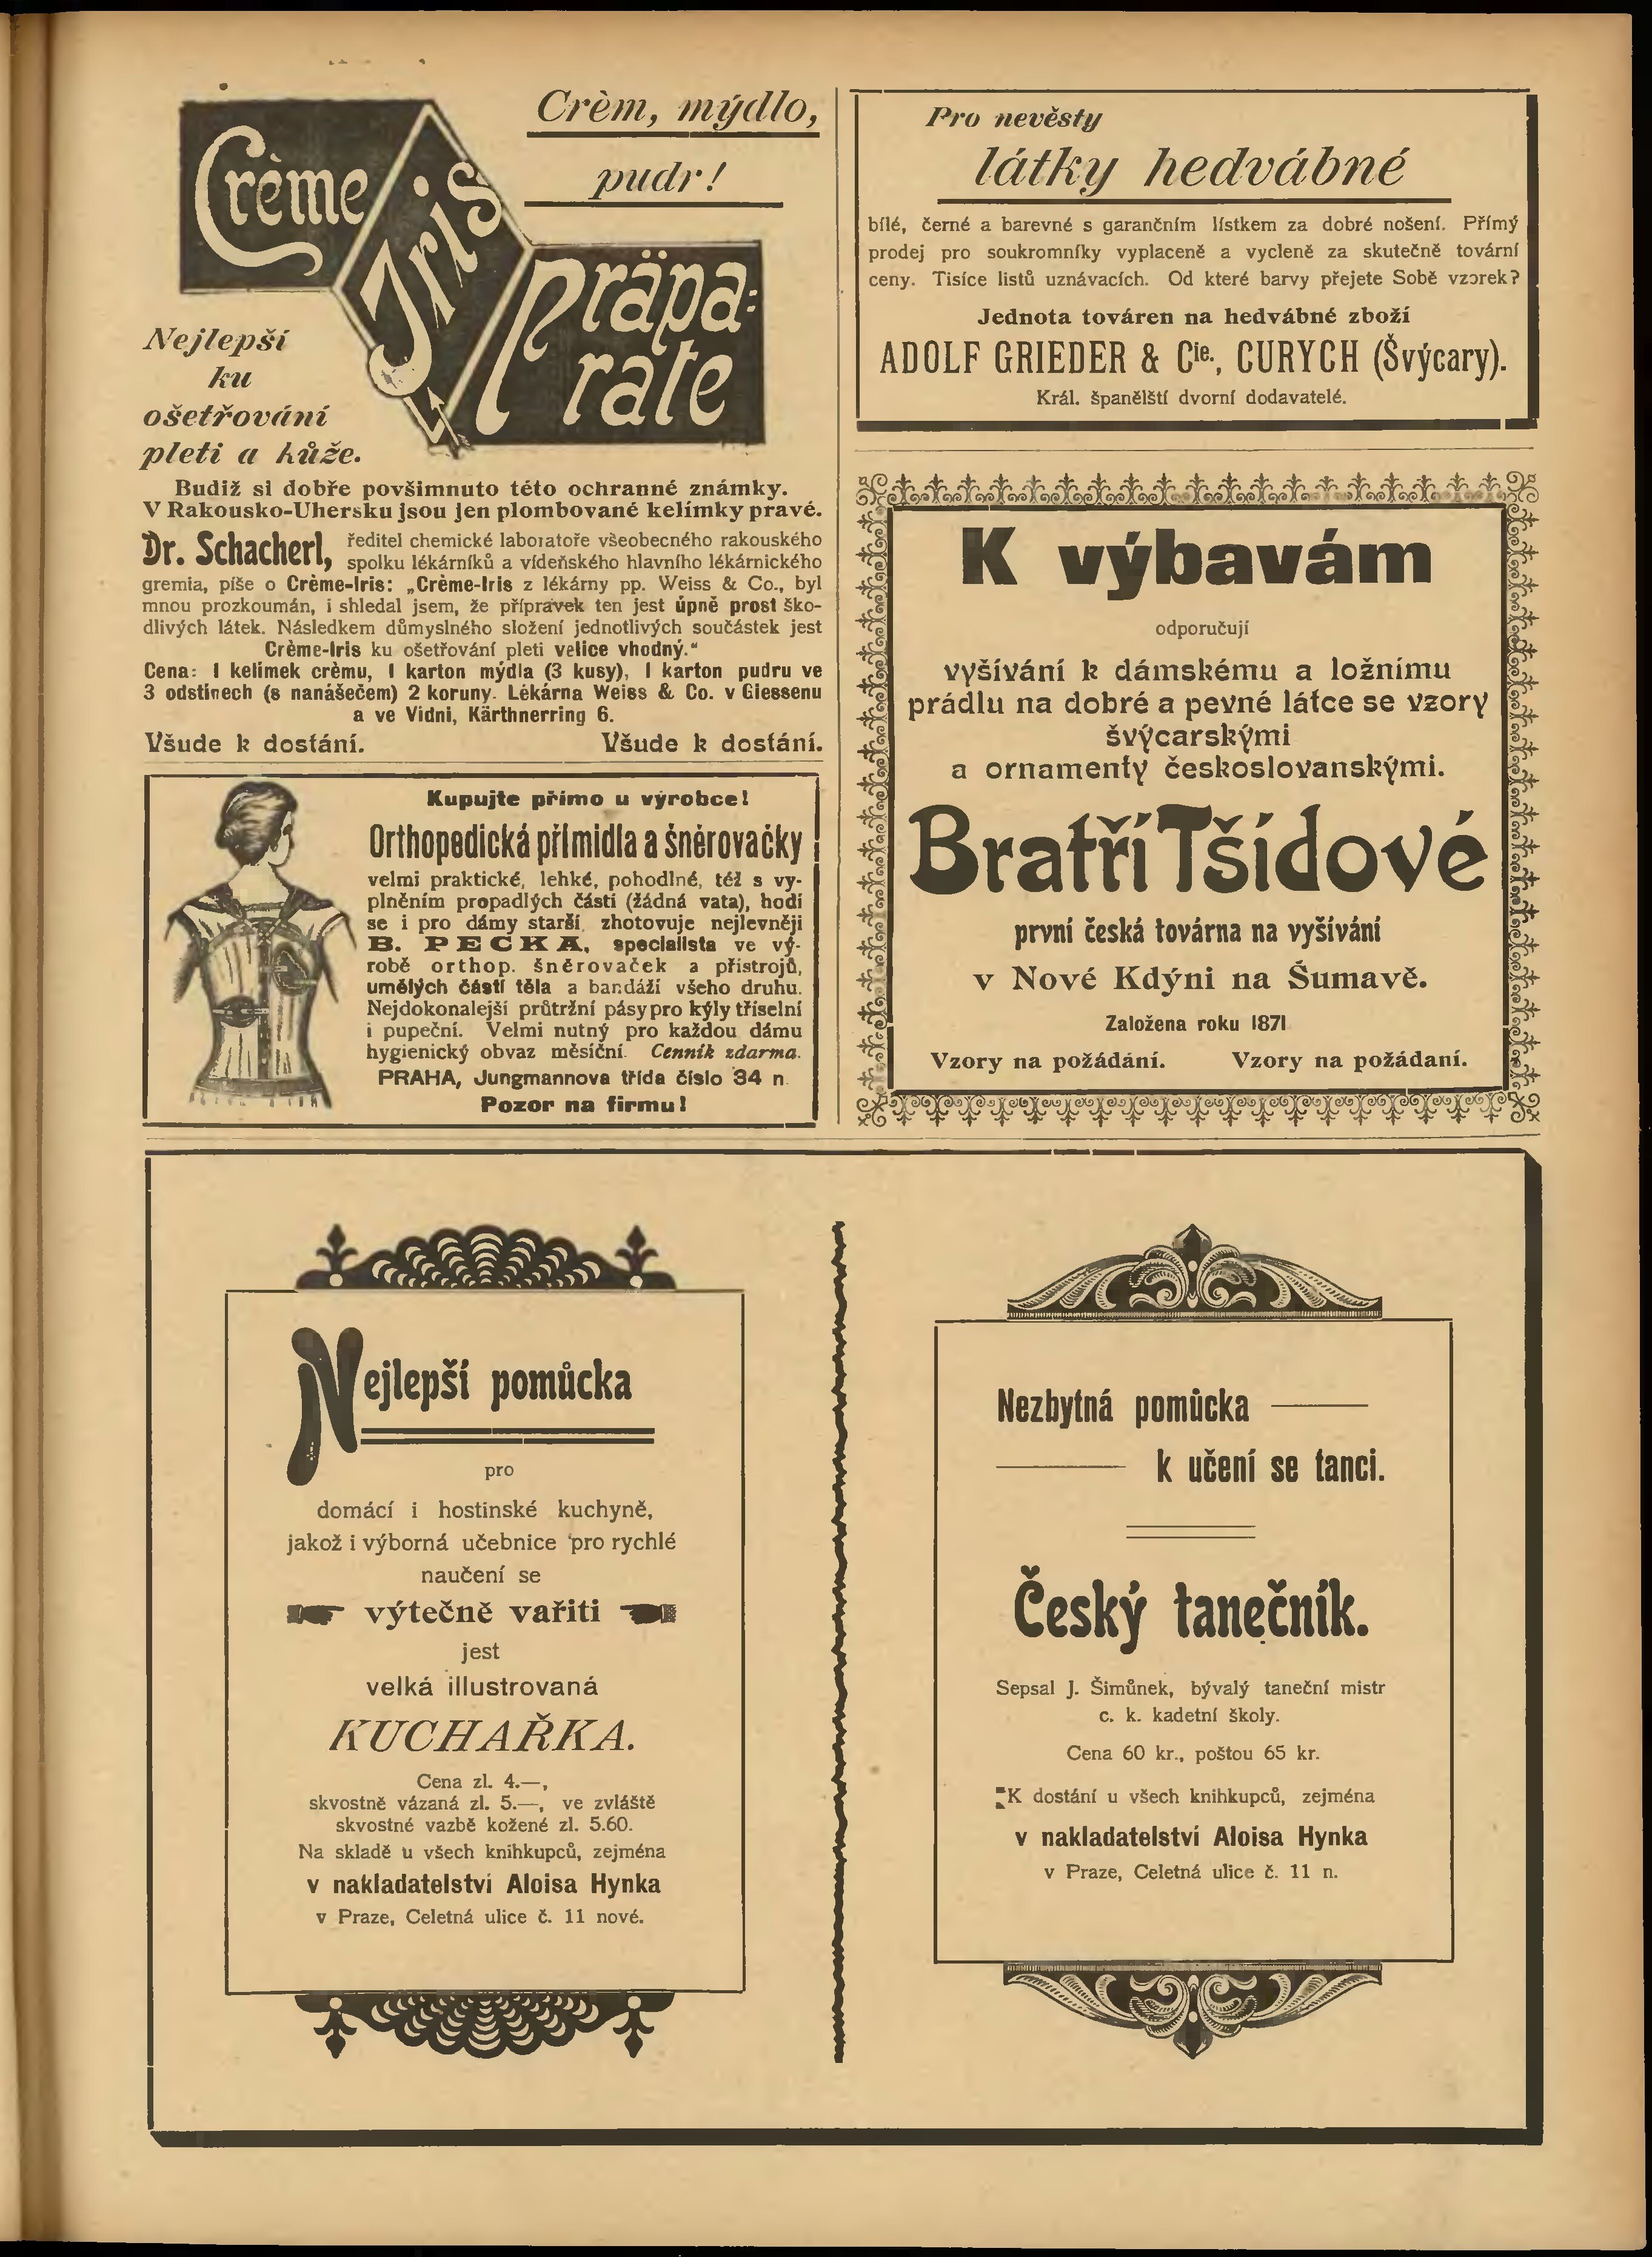 Crème
Iris
Präpa-
rate
Crèm, mýdlo,
pudr!
Nejlepší
ku
ošetřování
pleti a kůže.
Budiž si dobře povšimnuto této ochranné známky.
V Rakousko-Uhersku jsou jen plombované kelímky pravé.
Dr. Schacherl, ředitel chemické laboratoře všeobecného rakouského
spolku lékárníků a vídeňského hlavního lékárnického
gremia, píše o Crème-Iris: „Crème-Iris z lékárny pp. Weiss & Co., byl
mnou prozkoumán, i shledal jsem, že přípravek ten jest úpně prost ško-
dlivých látek. Následkem důmyslného složení jednotlivých součástek jest
Crème-Iris ku ošetřování pleti velice vhodný.“
Cena: 1 kelímek crèmu, 1 karton mýdla (3 kusy), 1 karton pudru ve
3 odstínech (s nanášečem) 2 koruny. Lékárna Weiss & Co. v Giessenu
a ve Vidni, Kärthnerring 6.
Všude k dostání. Všude k dostání.
Kupujte přímo u výrobce!
Orthopedická přímidla a šněrovačky
velmi praktické, lehké, pohodlné, též s vy-
plněním propadlých části (žádná vata), hodí
se i pro dámy starší, zhotovuje nejlevněji
B. PECKA, specialista ve vý-
robě orthop. šněrovaček a přistrojů,
umělých částí těla a bandáží všeho druhu.
Nejdokonalejší průtržní pásy pro kýly tříselní
i pupeční. Velmi nutný pro každou dámu
hygienický obvaz měsíční. Cenník zdarma.
PRAHA, Jungmannova třída číslo 34 n.
Pozor na firmu!
Pro nevěsty
látky hedvábné
bílé, černé a barevné s garančním lístkem za dobré nošení. Přímý
prodej pro soukromníky vyplaceně a vycleně za skutečně tovární
ceny. Tisíce listů uznávacích. Od které barvy přejete Sobě vzorek?
Jednota továren na hedvábné zboží
ADOLF GRIEDER & Cie., CURYCH (Švýcary).
Král. španělští dvorní dodavatelé.
K výbavám
odporučují
vyšívání k dámskému a ložnímu
prádlu na dobré a pevné látce se vzory
švýcarskými
a ornamenty českoslovanskými.
Bratří Tšídové
první česká továrna na vyšívání
v Nové Kdýni na Šumavě.
Založena roku 1871
Vzory na požádání. Vzory na požádaní.
Nejlepší pomůcka
pro
domácí i hostinské kuchyně,
jakož i výborná učebnice pro rychlé
naučení se
výtečně vařiti
jest
velká illustrovaná
KUCHAŘKA.
Cena zl. 4.—,
skvostně vázaná zl. 5.—, ve zvláště
skvostné vazbě kožené zl. 5.60.
Na skladě u všech knihkupců, zejména
v nakladatelství Aloisa Hynka
v Praze, Celetná ulice č. 11 nové.
Nezbytná pomůcka
k učení se tanci.
Český tanečník.
Sepsal J. Šimůnek, bývalý taneční mistr
c. k. kadetní školy.
Cena 60 kr., poštou 65 kr.
K dostání u všech knihkupců, zejména
v nakladatelství Aloisa Hynka
v Praze, Celetná ulice č. 11 n.